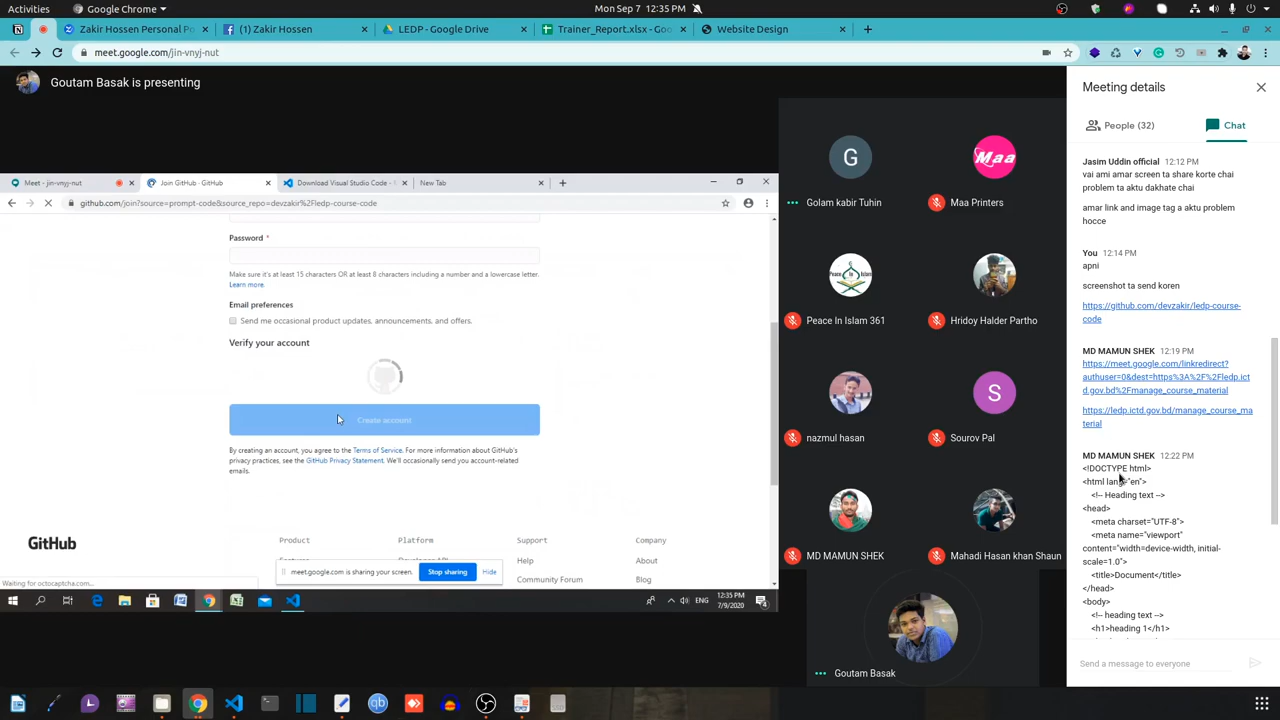 Activities
Google Chrome
Mon Sep 7 12:35 PM
Zakir Hossen Personal Po
(1) Zakir Hossen
LEDP - Google Drive
Trainer_Report.xlsx - Goo
Website Design
meet.google.com/jin-vnyj-nut
Goutam Basak is presenting
Meet - jin-vnyj-nut
Join GitHub · GitHub
Download Visual Studio Code -
New Tab
github.com/join?source=prompt-code&source_repo=devzakir%2Fledp-course-code
Password *
Make sure it's at least 15 characters OR at least 8 characters including a number and a lowercase letter.
Learn more.
Email preferences
Send me occasional product updates, announcements, and offers.
Verify your account
Create account
By creating an account, you agree to the Terms of Service. For more information about GitHub's
privacy practices, see the GitHub Privacy Statement. We'll occasionally send you account-related
emails.
GitHub
Product
Platform
Support
Company
Help
About
Community Forum
Blog
meet.google.com is sharing your screen.
Stop sharing
Hide
Waiting for octocaptcha.com...
ENG
12:35 PM
7/9/2020
4
G
Golam kabir Tuhin
Maa
Maa Printers
Peace In Islam
Peace In Islam 361
Hridoy Halder Partho
nazmul hasan
S
Sourov Pal
MD MAMUN SHEK
Mahadi Hasan khan Shaun
Goutam Basak
Meeting details
People (32)
Chat
Jasim Uddin official 12:12 PM
vai ami amar screen ta share korte chai
problem ta aktu dakhate chai
amar link and image tag a aktu problem
hocce
You 12:14 PM
apni
screenshot ta send koren
https://github.com/devzakir/ledp-course-
code
MD MAMUN SHEK 12:19 PM
https://meet.google.com/linkredirect?
authuser=0&dest=https%3A%2F%2Fledp.ict
d.gov.bd%2Fmanage_course_material
https://ledp.ictd.gov.bd/manage_course_ma
terial
MD MAMUN SHEK 12:22 PM
<!DOCTYPE html>
<html lang="en">
<!-- Heading text -->
<head>
<meta charset="UTF-8">
<meta name="viewport"
content="width=device-width, initial-
scale=1.0">
<title>Document</title>
</head>
<body>
<!-- heading text -->
<h1>heading 1</h1>
Send a message to everyone